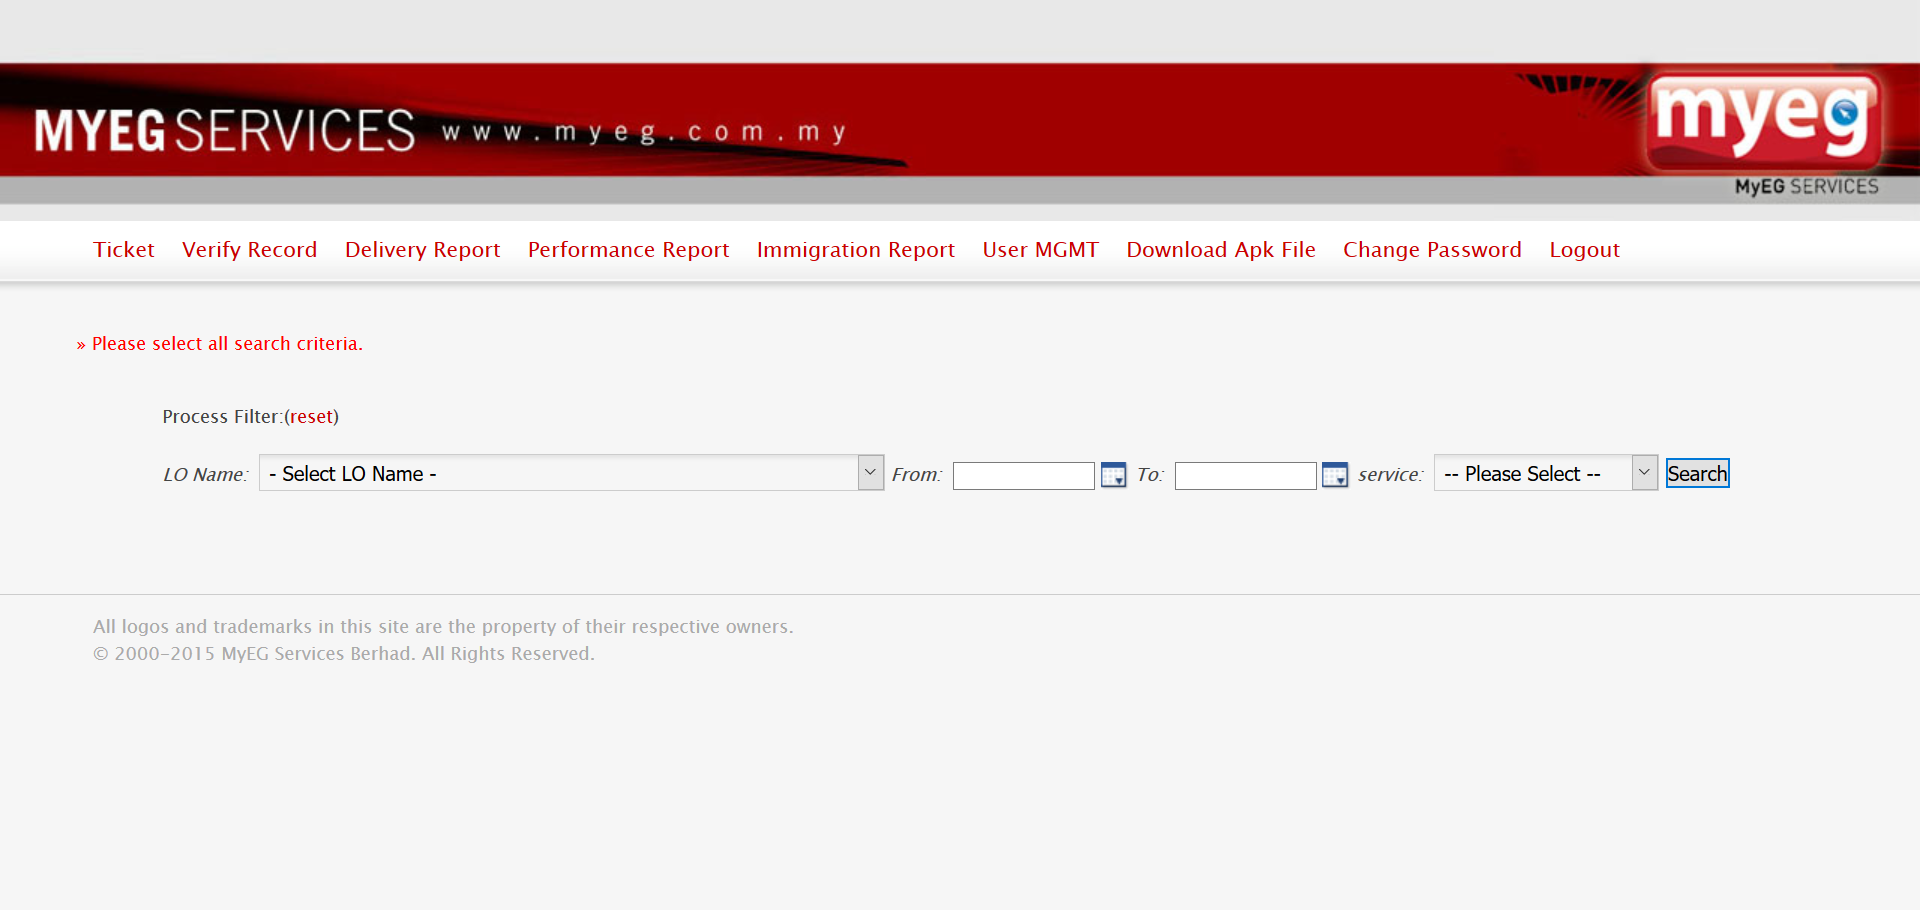 MYEG SERVICES www.myeg.com.my
myeg
MyEG SERVICES
Ticket Verify Record Delivery Report Performance Report Immigration Report User MGMT Download Apk File Change Password Logout
» Please select all search criteria.
Process Filter:(reset)
LO Name: - Select LO Name - From: To: service: -- Please Select -- Search
All logos and trademarks in this site are the property of their respective owners.
© 2000-2015 MyEG Services Berhad. All Rights Reserved.